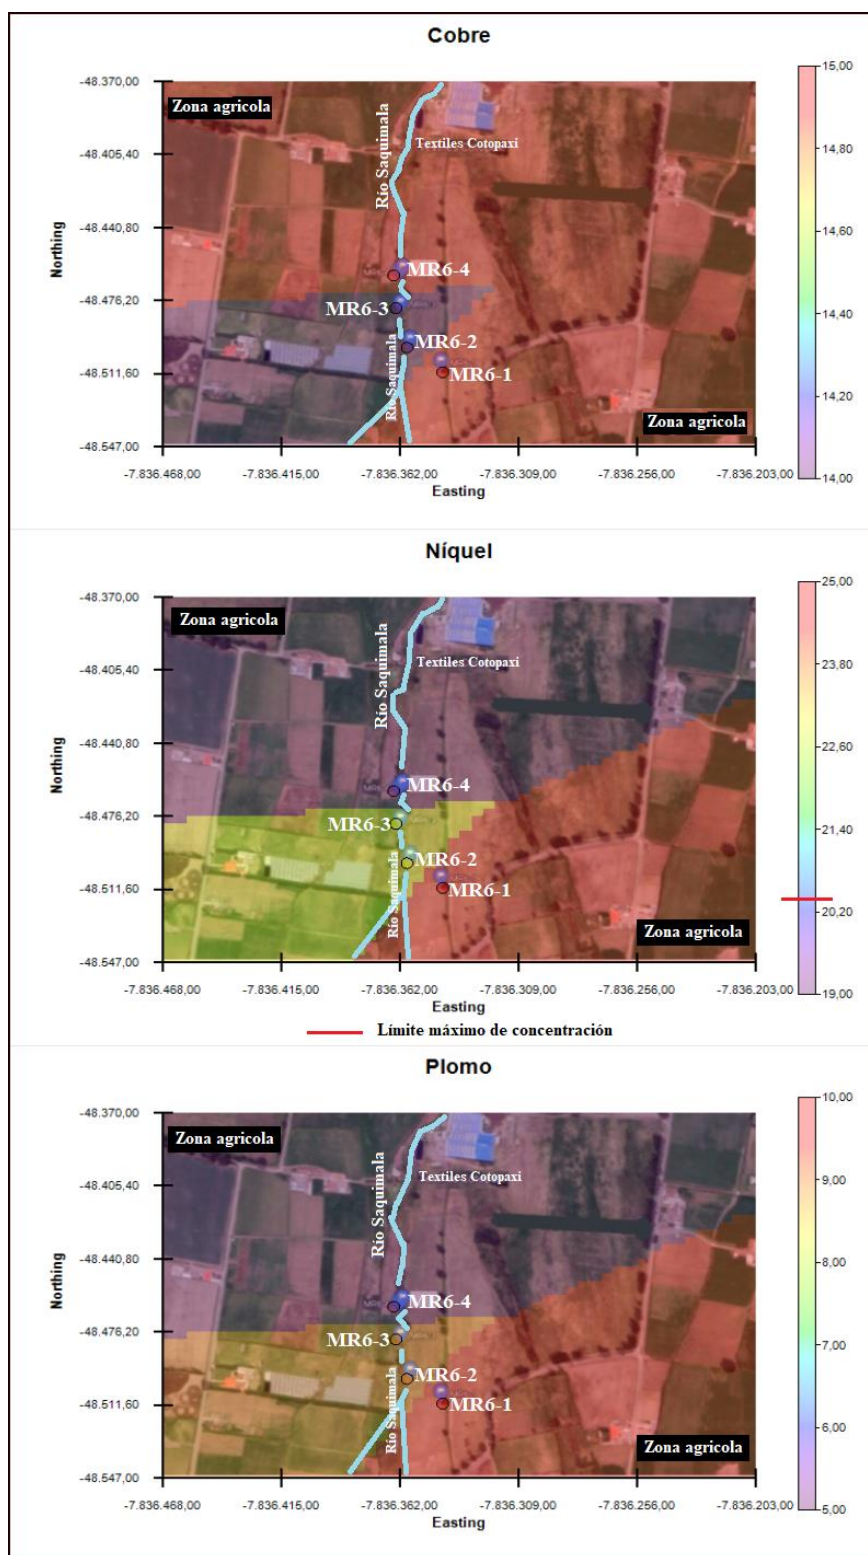 Cobre
-48.370,00
-48.405,40
-48.440,80
-48.476,20
-48.511,60
-48.547,00
Northing
Zona agricola
Río Saquimala
Textiles Cotopaxi
MR6-4
MR6-3
MR6-2
Río Saquimala
MR6-1
Zona agricola
-7.836.468,00 -7.836.415,00 -7.836.362,00 -7.836.309,00 -7.836.256,00 -7.836.203,00
Easting
15,00
14,80
14,60
14,40
14,20
14,00
Níquel
-48.370,00
-48.405,40
-48.440,80
-48.476,20
-48.511,60
-48.547,00
Northing
Zona agricola
Río Saquimala
Textiles Cotopaxi
MR6-4
MR6-3
MR6-2
Río Saquimala
MR6-1
Zona agricola
-7.836.468,00 -7.836.415,00 -7.836.362,00 -7.836.309,00 -7.836.256,00 -7.836.203,00
Easting
25,00
23,80
22,60
21,40
20,20
19,00
Límite máximo de concentración
Plomo
-48.370,00
-48.405,40
-48.440,80
-48.476,20
-48.511,60
-48.547,00
Northing
Zona agricola
Río Saquimala
Textiles Cotopaxi
MR6-4
MR6-3
MR6-2
Río Saquimala
MR6-1
Zona agricola
-7.836.468,00 -7.836.415,00 -7.836.362,00 -7.836.309,00 -7.836.256,00 -7.836.203,00
Easting
10,00
9,00
8,00
7,00
6,00
5,00